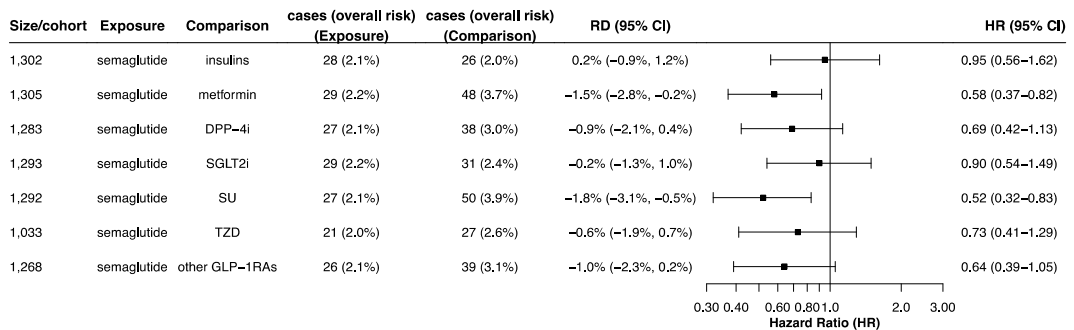 Size/cohort Exposure Comparison cases (overall risk) (Exposure) cases (overall risk) (Comparison) RD (95% CI) HR (95% CI)
1,302 semaglutide insulins 28 (2.1%) 26 (2.0%) 0.2% (−0.9%, 1.2%) 0.95 (0.56−1.62)
1,305 semaglutide metformin 29 (2.2%) 48 (3.7%) −1.5% (−2.8%, −0.2%) 0.58 (0.37−0.82)
1,283 semaglutide DPP−4i 27 (2.1%) 38 (3.0%) −0.9% (−2.1%, 0.4%) 0.69 (0.42−1.13)
1,293 semaglutide SGLT2i 29 (2.2%) 31 (2.4%) −0.2% (−1.3%, 1.0%) 0.90 (0.54−1.49)
1,292 semaglutide SU 27 (2.1%) 50 (3.9%) −1.8% (−3.1%, −0.5%) 0.52 (0.32−0.83)
1,033 semaglutide TZD 21 (2.0%) 27 (2.6%) −0.6% (−1.9%, 0.7%) 0.73 (0.41−1.29)
1,268 semaglutide other GLP−1RAs 26 (2.1%) 39 (3.1%) −1.0% (−2.3%, 0.2%) 0.64 (0.39−1.05)
0.30 0.40 0.60 0.80 1.0 2.0 3.00
Hazard Ratio (HR)